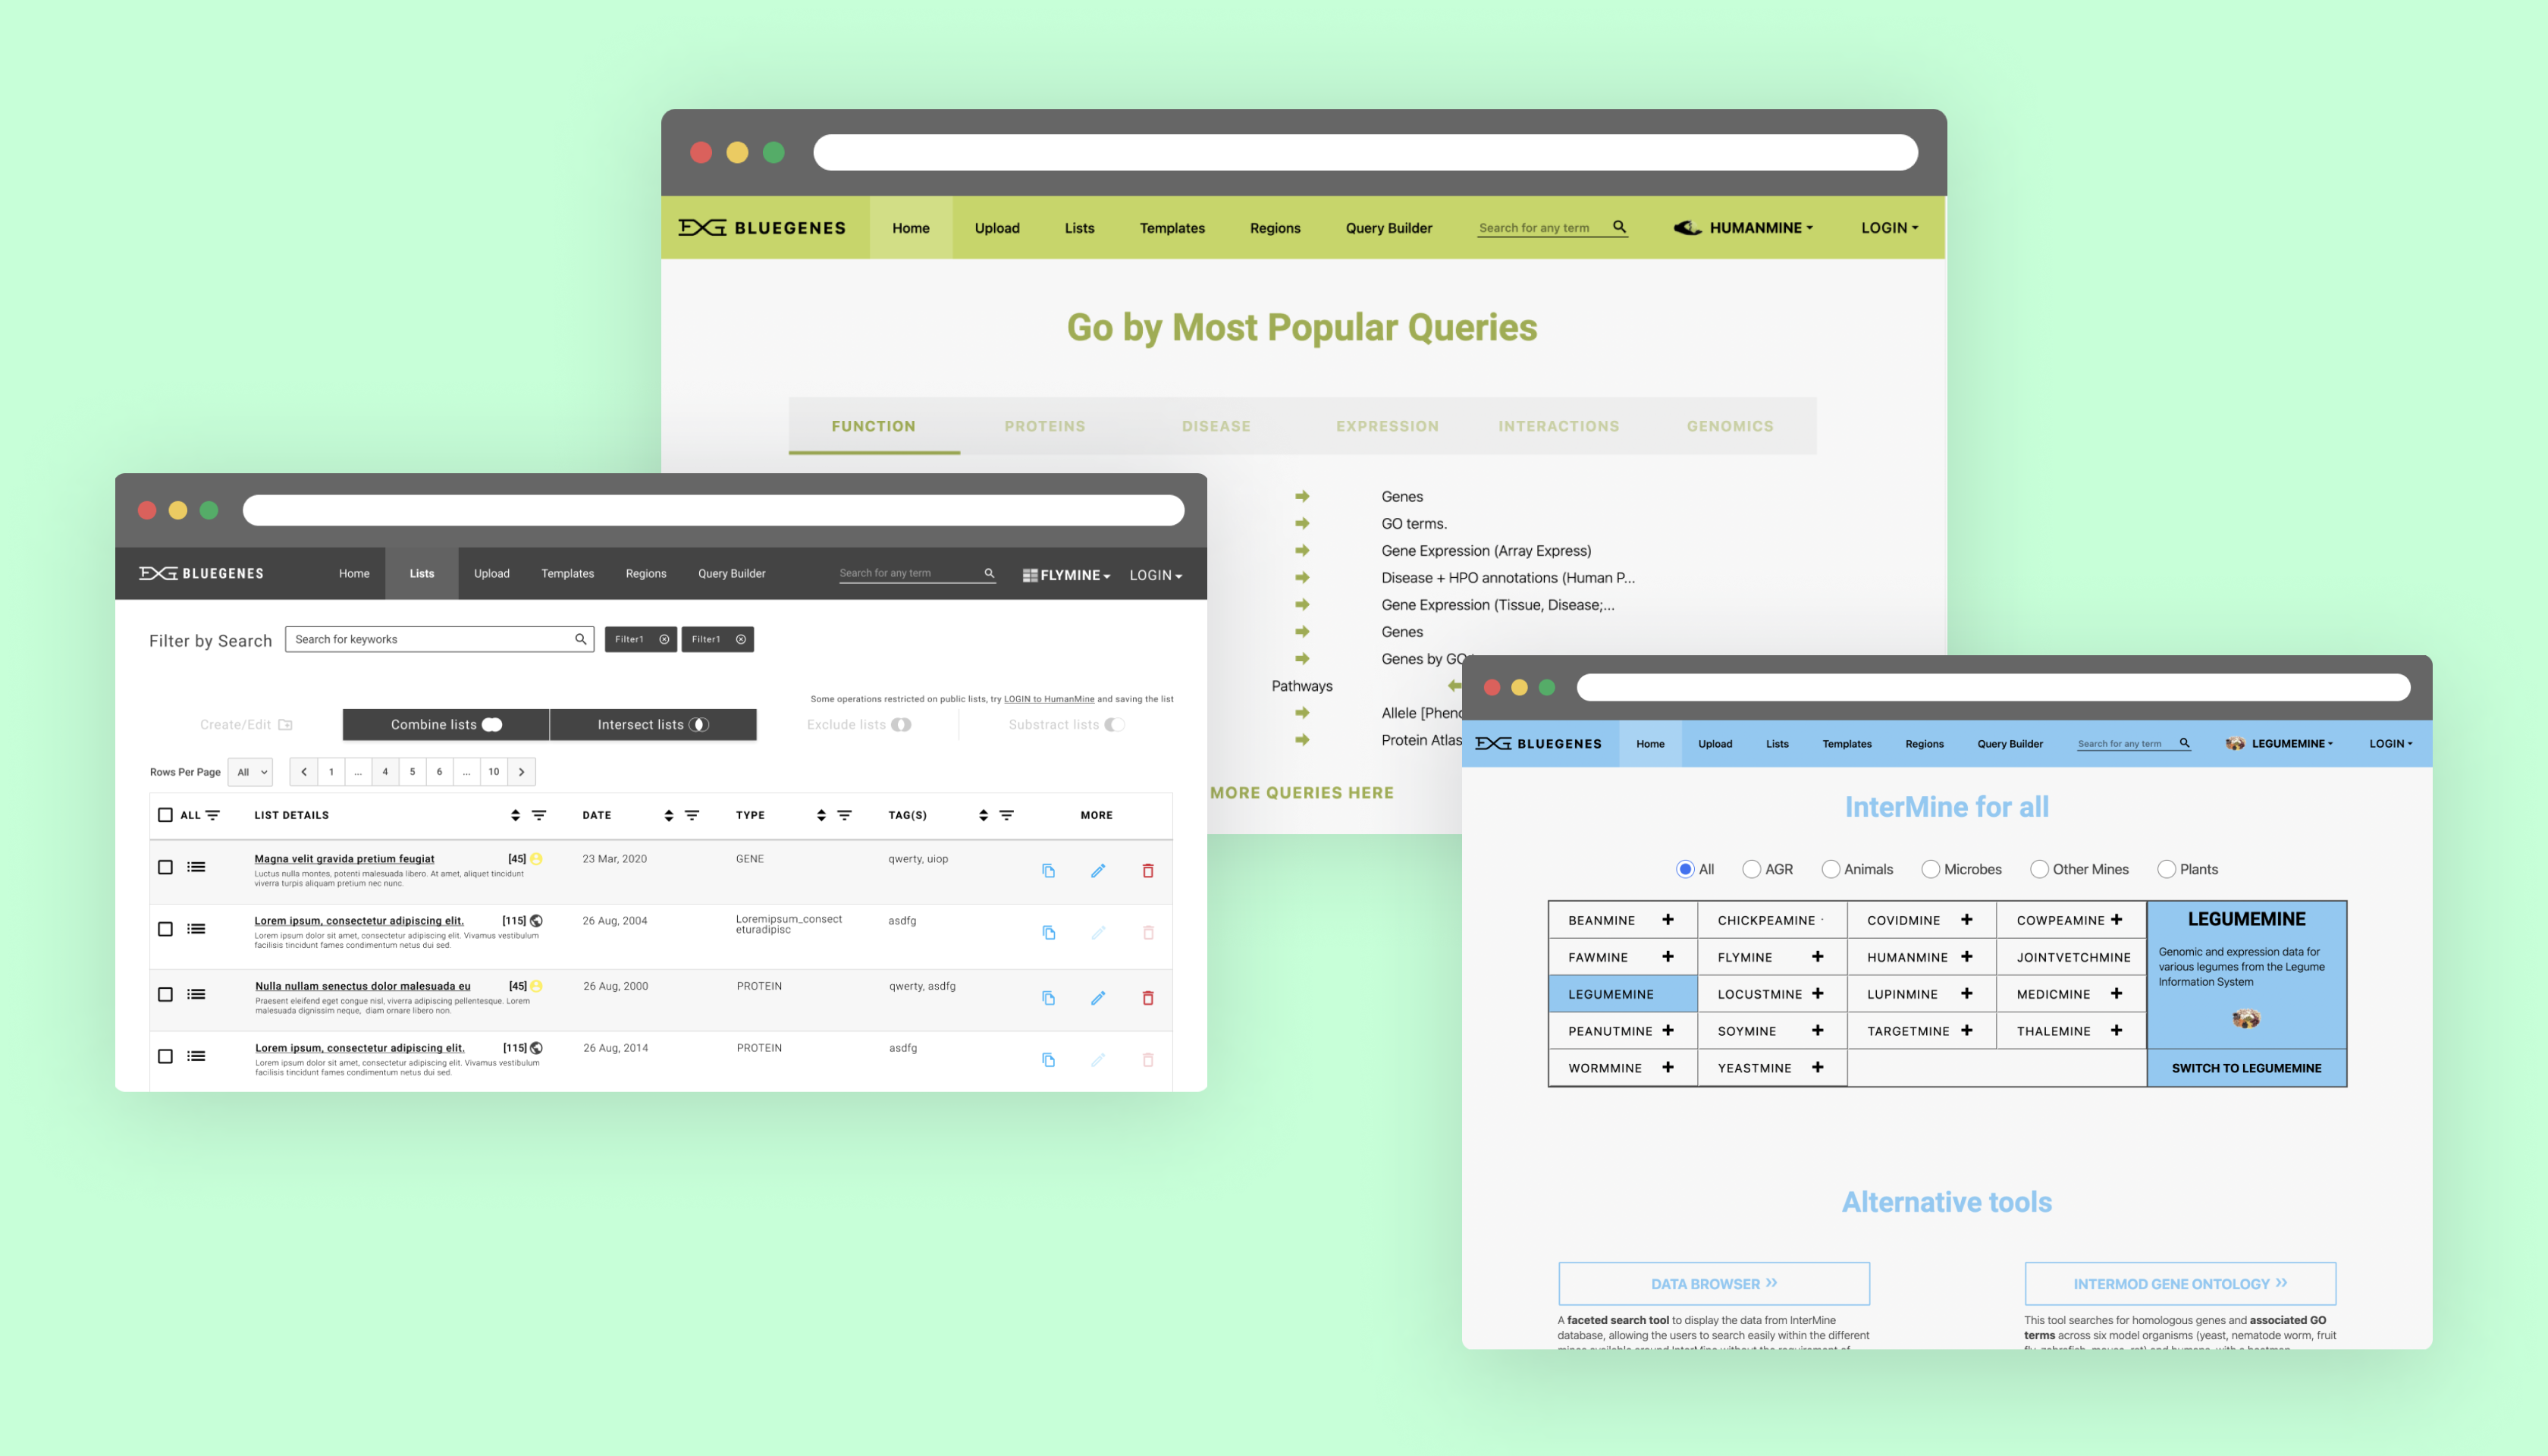 BLUEGENES Home Upload Lists Templates Regions Query Builder Search for any term HUMANMINE LOGIN
Go by Most Popular Queries
FUNCTION PROTEINS DISEASE EXPRESSION INTERACTIONS GENOMICS
Genes
GO terms.
Gene Expression (Array Express)
Disease + HPO annotations (Human P...
Gene Expression (Tissue, Disease;...
Genes
Genes by GO
Pathways
Allele [Pheno
Protein Atlas
MORE QUERIES HERE
BLUEGENES Home Lists Upload Templates Regions Query Builder Search for any term FLYMINE LOGIN
Filter by Search Search for keyworks Filter1 Filter1
Some operations restricted on public lists, try LOGIN to HumanMine and saving the list
Create/Edit Combine lists Intersect lists Exclude lists Substract lists
Rows Per Page All 1 ... 4 5 6 ... 10
ALL LIST DETAILS DATE TYPE TAG(S) MORE
Magna velit gravida pretium feugiat [45] 23 Mar, 2020 GENE qwerty, uiop
Luctus nulla montes, potenti malesuada libero. At amet, aliquet tincidunt
viverra turpis aliquam pretium nec nunc.
Lorem ipsum, consectetur adipiscing elit. [115] 26 Aug, 2004 Loremipsum_consect
eturadipisc asdfg
Lorem ipsum dolor sit amet, consectetur adipiscing elit. Vivamus vestibulum
facilisis tincidunt fames condimentum netus dui sed.
Nulla nullam senectus dolor malesuada eu [45] 26 Aug, 2000 PROTEIN qwerty, asdfg
Praesent eleifend eget congue nisl, viverra adipiscing pellentesque. Lorem
malesuada dignissim neque, diam ornare libero non.
Lorem ipsum, consectetur adipiscing elit. [115] 26 Aug, 2014 PROTEIN asdfg
Lorem ipsum dolor sit amet, consectetur adipiscing elit. Vivamus vestibulum
facilisis tincidunt fames condimentum netus dui sed.
BLUEGENES Home Upload Lists Templates Regions Query Builder Search for any term LEGUMEMINE LOGIN
InterMine for all
All AGR Animals Microbes Other Mines Plants
BEANMINE + CHICKPEAMINE COVIDMINE + COWPEAMINE +
FAWMINE + FLYMINE + HUMANMINE + JOINTVETCHMINE
LEGUMEMINE LOCUSTMINE + LUPINMINE + MEDICMINE +
PEANUTMINE + SOYMINE + TARGETMINE + THALEMINE +
WORMMINE + YEASTMINE +
LEGUMEMINE
Genomic and expression data for
various legumes from the Legume
Information System
SWITCH TO LEGUMEMINE
Alternative tools
DATA BROWSER »
A faceted search tool to display the data from InterMine
database, allowing the users to search easily within the different
mines available around InterMine without the requirement of
INTERMOD GENE ONTOLOGY »
This tool searches for homologous genes and associated GO
terms across six model organisms (yeast, nematode worm, fruit
fly, zebrafish, mouse, rat) and humans, with a heatmap